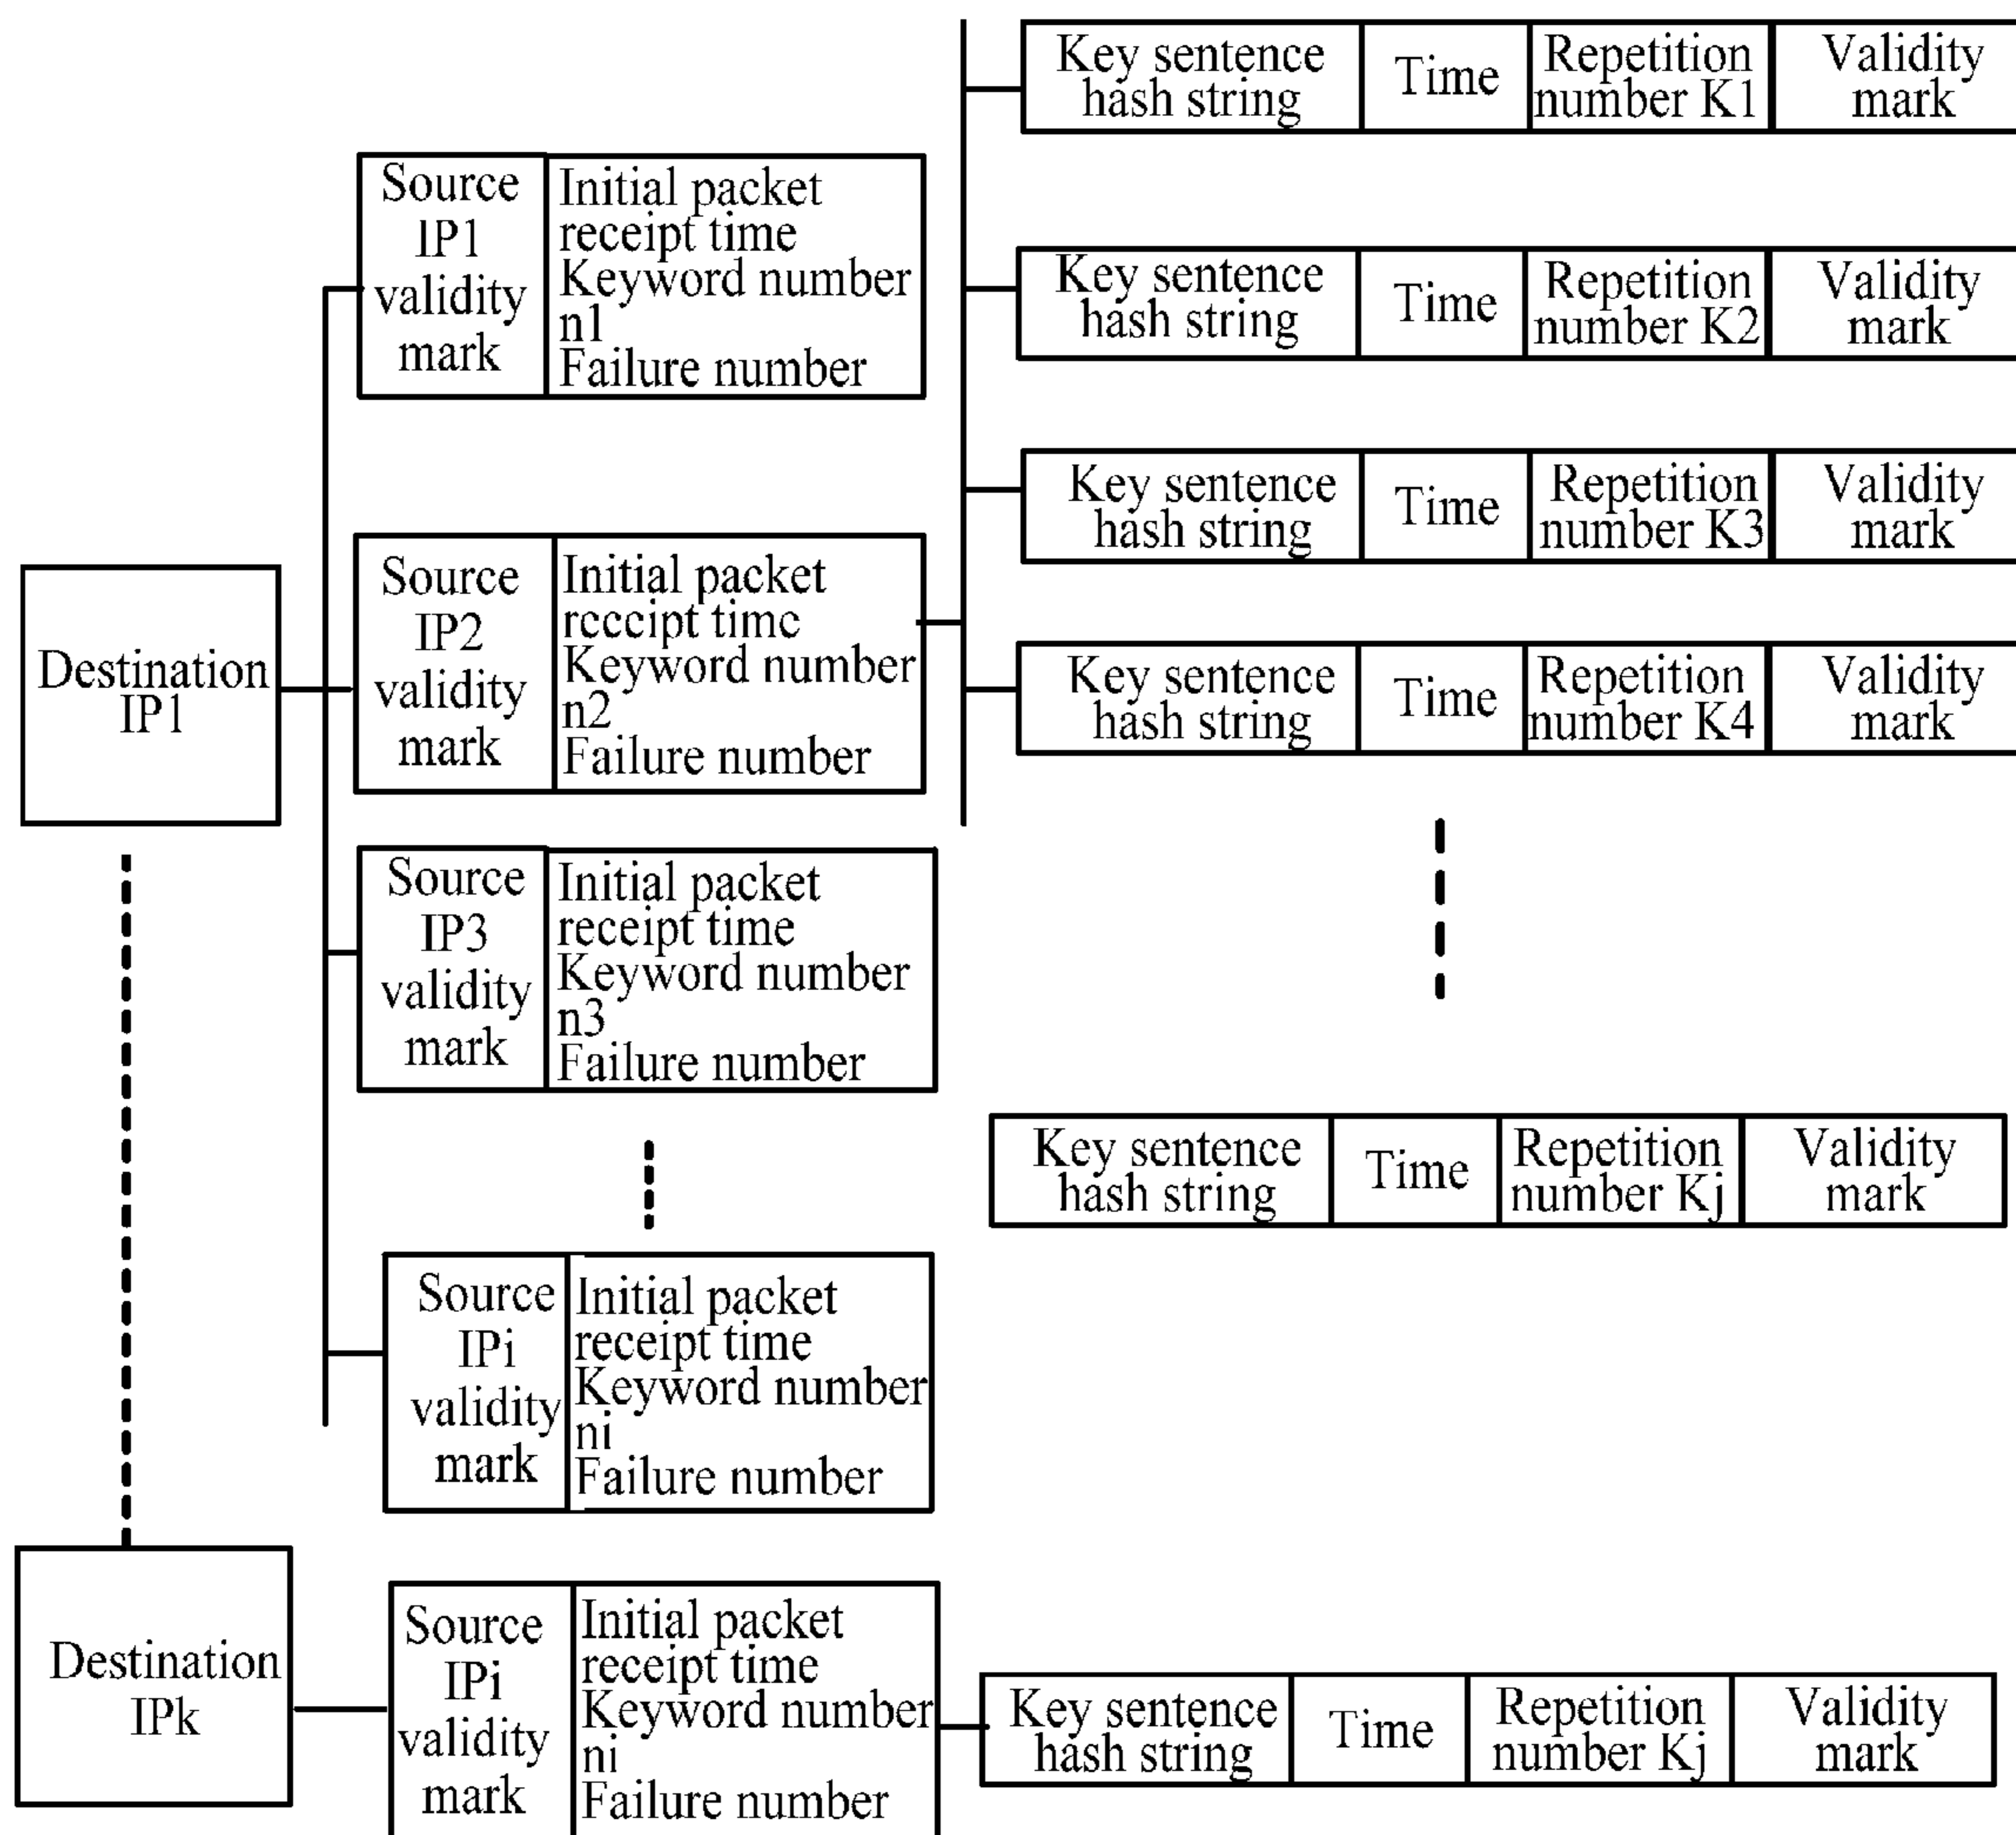 Key sentence
hash string
Time
Repetition
number K1
Validity
mark
Source
IP1
validity
mark
Initial packet
receipt time
Keyword number
n1
Failure number
Key sentence
hash string
Time
Repetition
number K2
Validity
mark
Key sentence
hash string
Time
Repetition
number K3
Validity
mark
Destination
IP1
Source
IP2
validity
mark
Initial packet
receipt time
Keyword number
n2
Failure number
Key sentence
hash string
Time
Repetition
number K4
Validity
mark
Source
IP3
validity
mark
Initial packet
receipt time
Keyword number
n3
Failure number
Key sentence
hash string
Time
Repetition
number Kj
Validity
mark
Source
IPi
validity
mark
Initial packet
receipt time
Keyword number
ni
Failure number
Destination
IPk
Source
IPi
validity
mark
Initial packet
receipt time
Keyword number
ni
Failure number
Key sentence
hash string
Time
Repetition
number Kj
Validity
mark